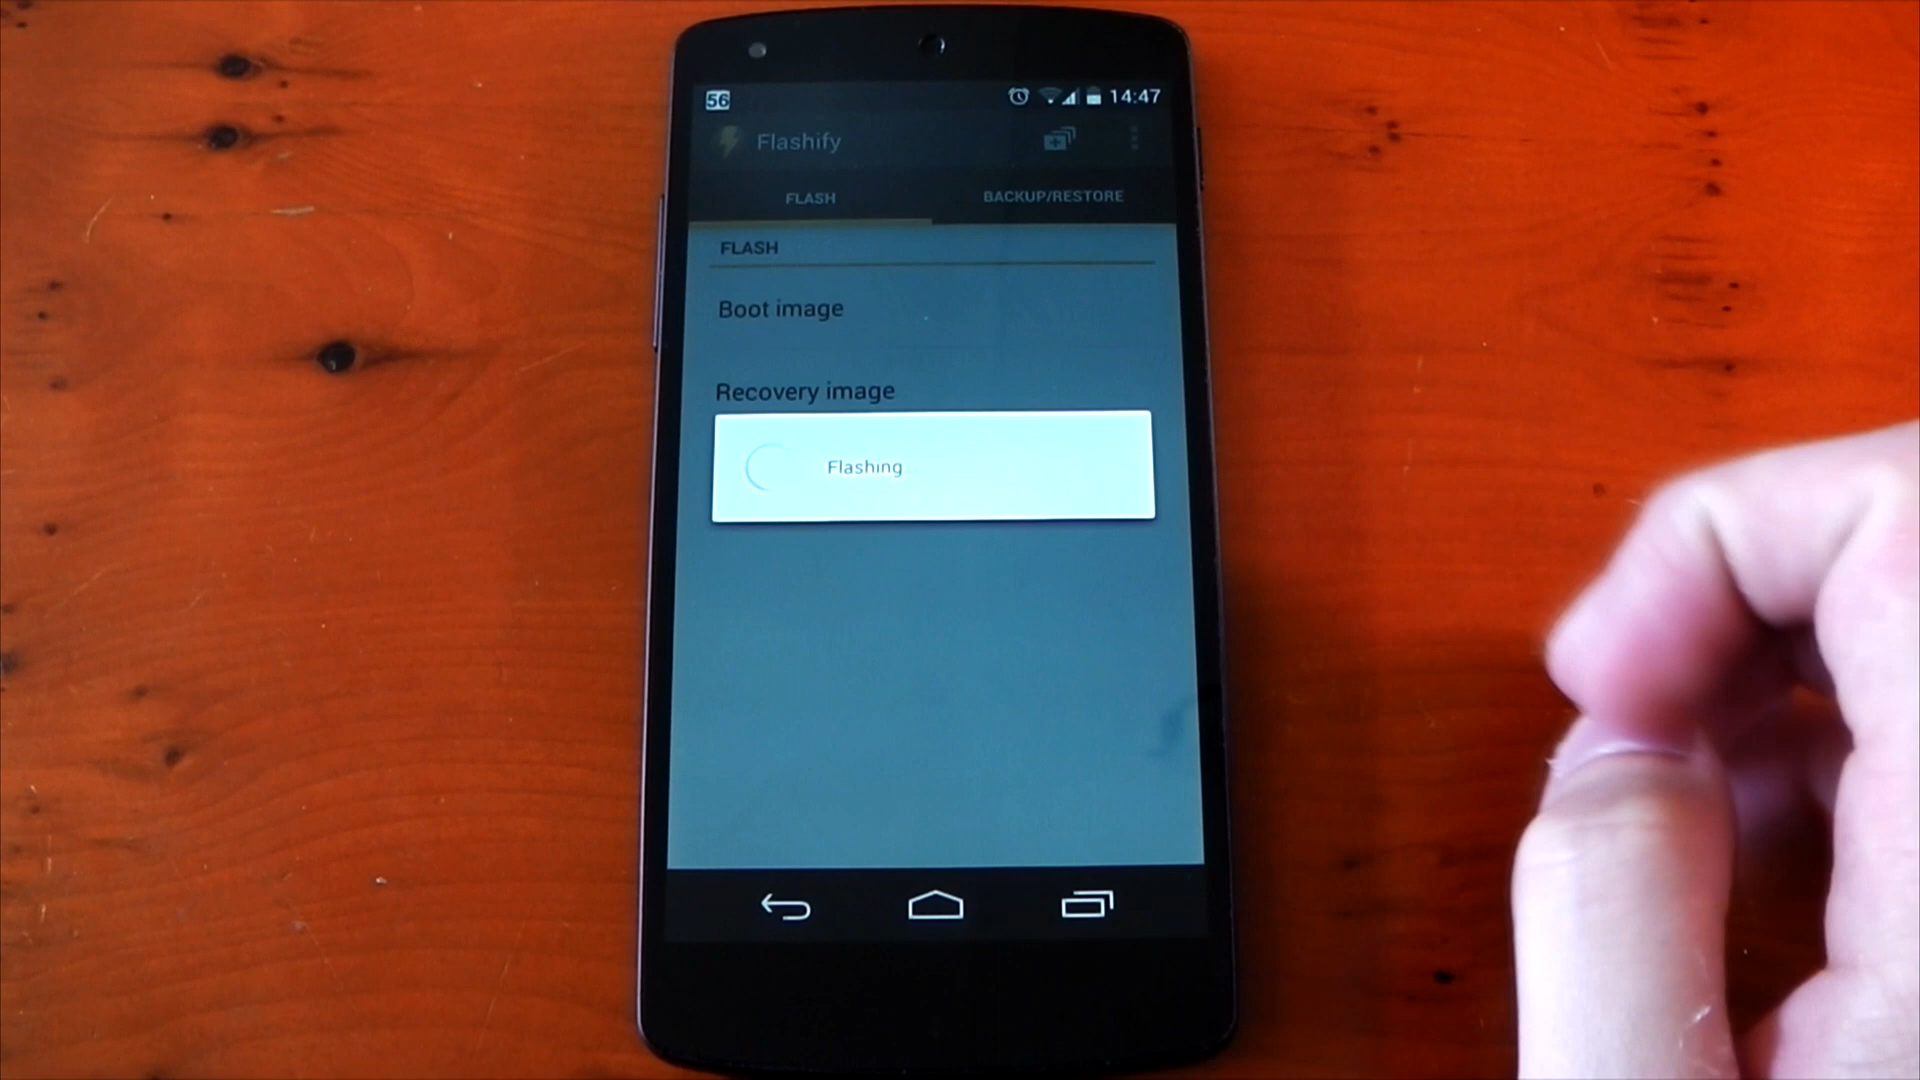 56 14:47
Flashify
FLASH BACKUP/RESTORE
FLASH
Boot image
Recovery image
Flashing